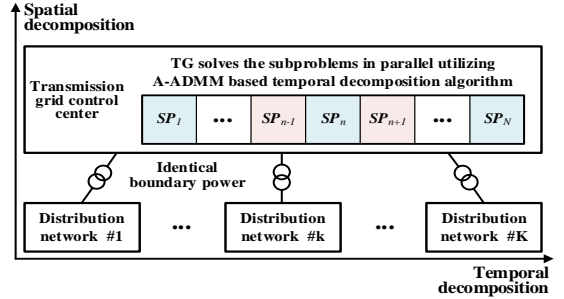 Spatial
decomposition
TG solves the subproblems in parallel utilizing
A-ADMM based temporal decomposition algorithm
Transmission
grid control
center
SP1 ... SPn-1 SPn SPn+1 ... SPN
Identical
boundary power
Distribution
network #1
...
Distribution
network #k
...
Distribution
network #K
Temporal
decomposition